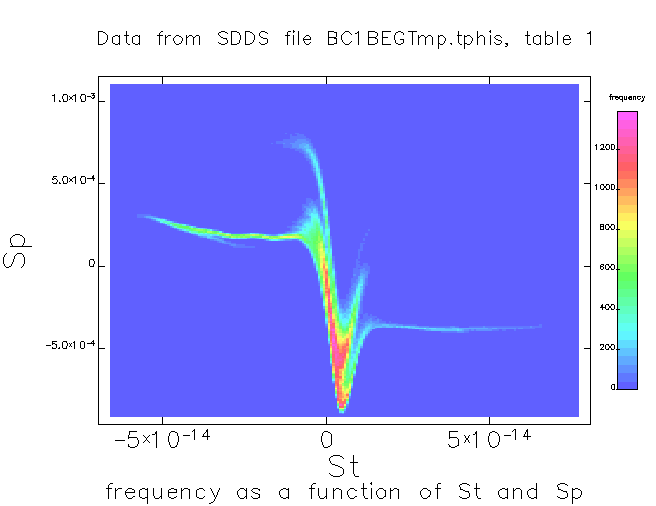 Data from SDDS file BC1BEGTmp.tphis, table 1
frequency
1.0×10⁻³
5.0×10⁻⁴
0
−5.0×10⁻⁴
Sp
1200.
1000.
800.
600.
400.
200.
0.
−5×10⁻¹⁴
0
5×10⁻¹⁴
St
frequency as a function of St and Sp